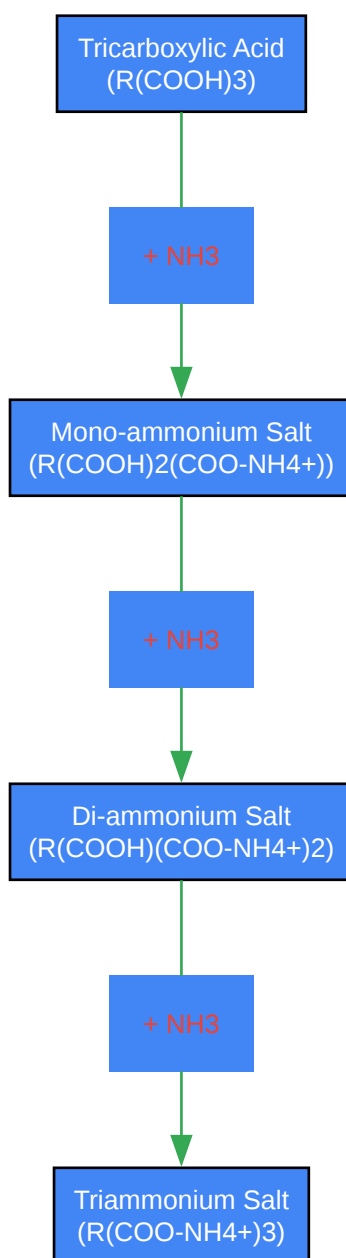 Tricarboxylic Acid
(R(COOH)3)
+ NH3
Mono-ammonium Salt
(R(COOH)2(COO-NH4+))
+ NH3
Di-ammonium Salt
(R(COOH)(COO-NH4+)2)
+ NH3
Triammonium Salt
(R(COO-NH4+)3)